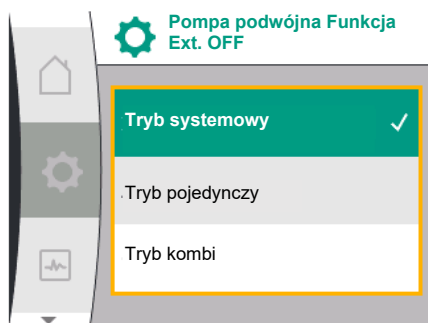 Pompa podwójna Funkcja
Ext. OFF
Tryb systemowy
Tryb pojedynczy
Tryb kombi